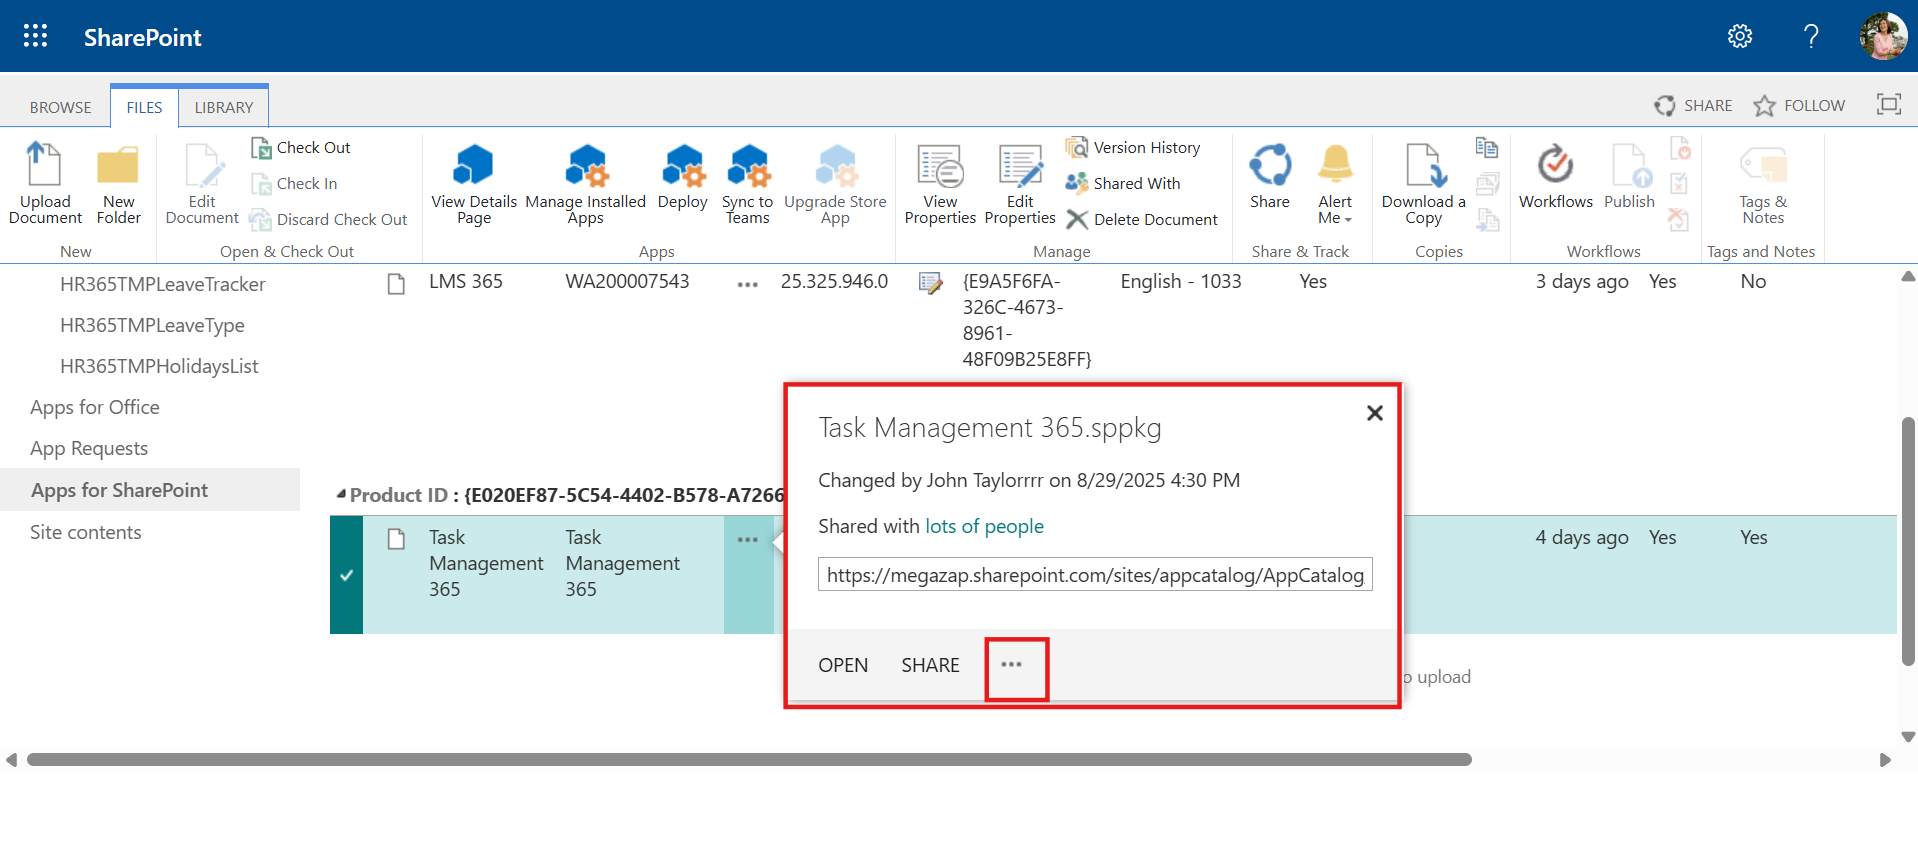 SharePoint
BROWSE
FILES
LIBRARY
SHARE
FOLLOW
Upload
Document
New
Folder
New
Edit
Document
Check Out
Check In
Discard Check Out
Open & Check Out
View Details
Page
Manage Installed
Apps
Deploy
Sync to
Teams
Upgrade Store
App
Apps
View
Properties
Edit
Properties
Version History
Shared With
Delete Document
Manage
Share
Alert
Me
Share & Track
Download a
Copy
Copies
Workflows
Publish
Workflows
Tags &
Notes
Tags and Notes
HR365TMPLeaveTracker
HR365TMPLeaveType
HR365TMPHolidaysList
Apps for Office
App Requests
Apps for SharePoint
Site contents
LMS 365
WA200007543
25.325.946.0
{E9A5F6FA-
326C-4673-
8961-
48F09B25E8FF}
English - 1033
Yes
3 days ago
Yes
No
Product ID : {E020EF87-5C54-4402-B578-A7266
Task
Management
365
Task
Management
365
4 days ago
Yes
Yes
Task Management 365.sppkg
Changed by John Taylorrrr on 8/29/2025 4:30 PM
Shared with lots of people
https://megazap.sharepoint.com/sites/appcatalog/AppCatalog
OPEN
SHARE
o upload